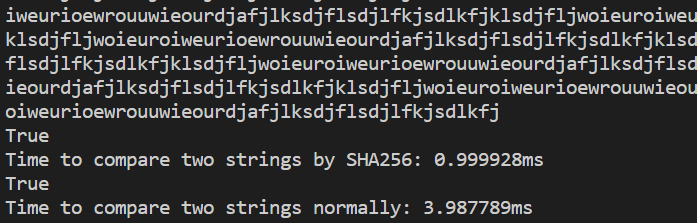 iweurioewrouuwieourdjafjlksdjflsdjlfkjsdlkfjklsdjfljwoieuroiweu
klsdjfljwoieuroiweurioewrouuwieourdjafjlksdjflsdjlfkjsdlkfjklsd
flsdjlfkjsdlkfjklsdjfljwoieuroiweurioewrouuwieourdjafjlksdjflsd
ieourdjafjlksdjflsdjlfkjsdlkfjklsdjfljwoieuroiweurioewrouuwieou
oiweurioewrouuwieourdjafjlksdjflsdjlfkjsdlkfj
True
Time to compare two strings by SHA256: 0.999928ms
True
Time to compare two strings normally: 3.987789ms